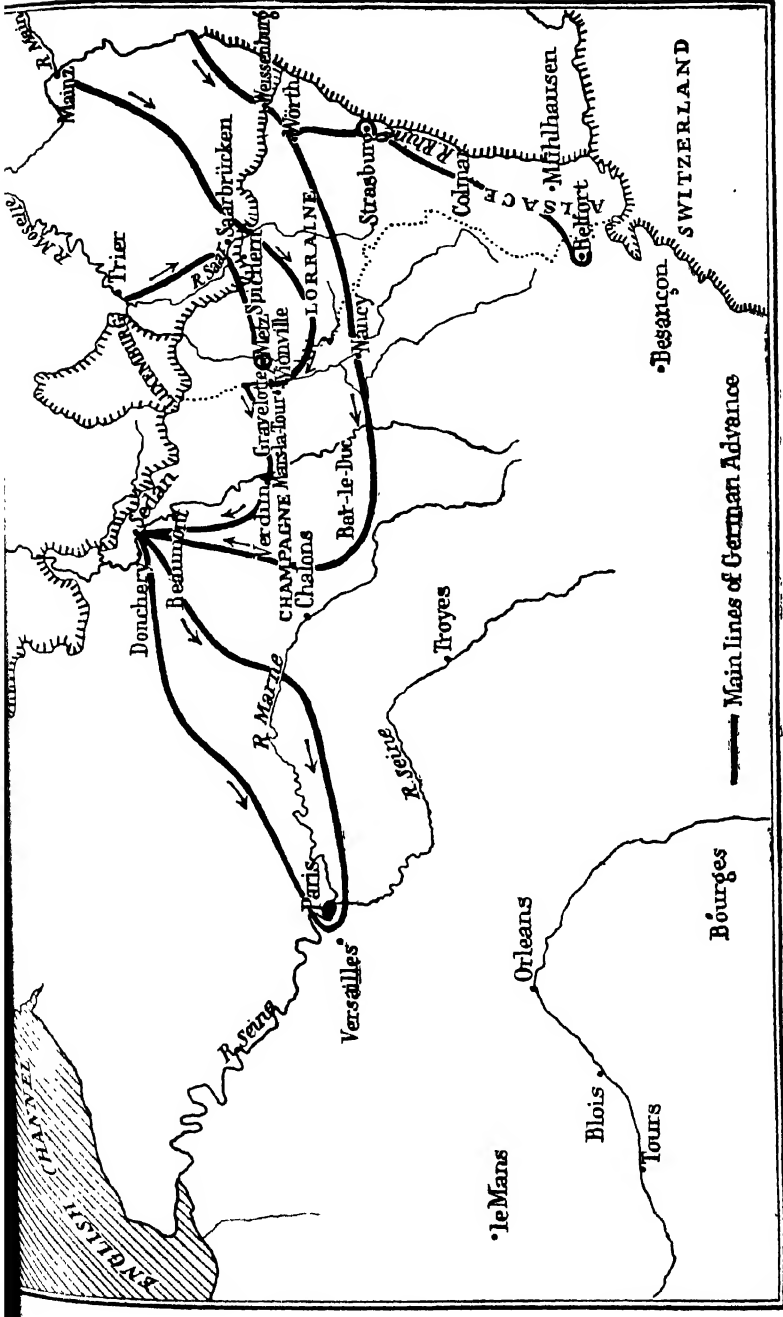 ENGLISH CHANNEL
R. Seine
Paris
Versailles
le Mans
Orleans
Blois
Tours
Bourges
R. Seine
Troyes
R. Marne
Chalons
CHAMPAGNE
Donchery
Sedan
Beaumont
Verdun
Bar-le-Duc
Gravelotte
Mars-la-Tour
Vionville
Metz
Nancy
LORRAINE
LUXEMBURG
Trier
R. Moselle
R. Saar
Saarbrücken
Spichern
Mainz
R. Main
Weissenburg
Wörth
Strasburg
R. Rhine
Colmar
ALSACE
Mühlhausen
Belfort
Besançon
SWITZERLAND
Main lines of German Advance